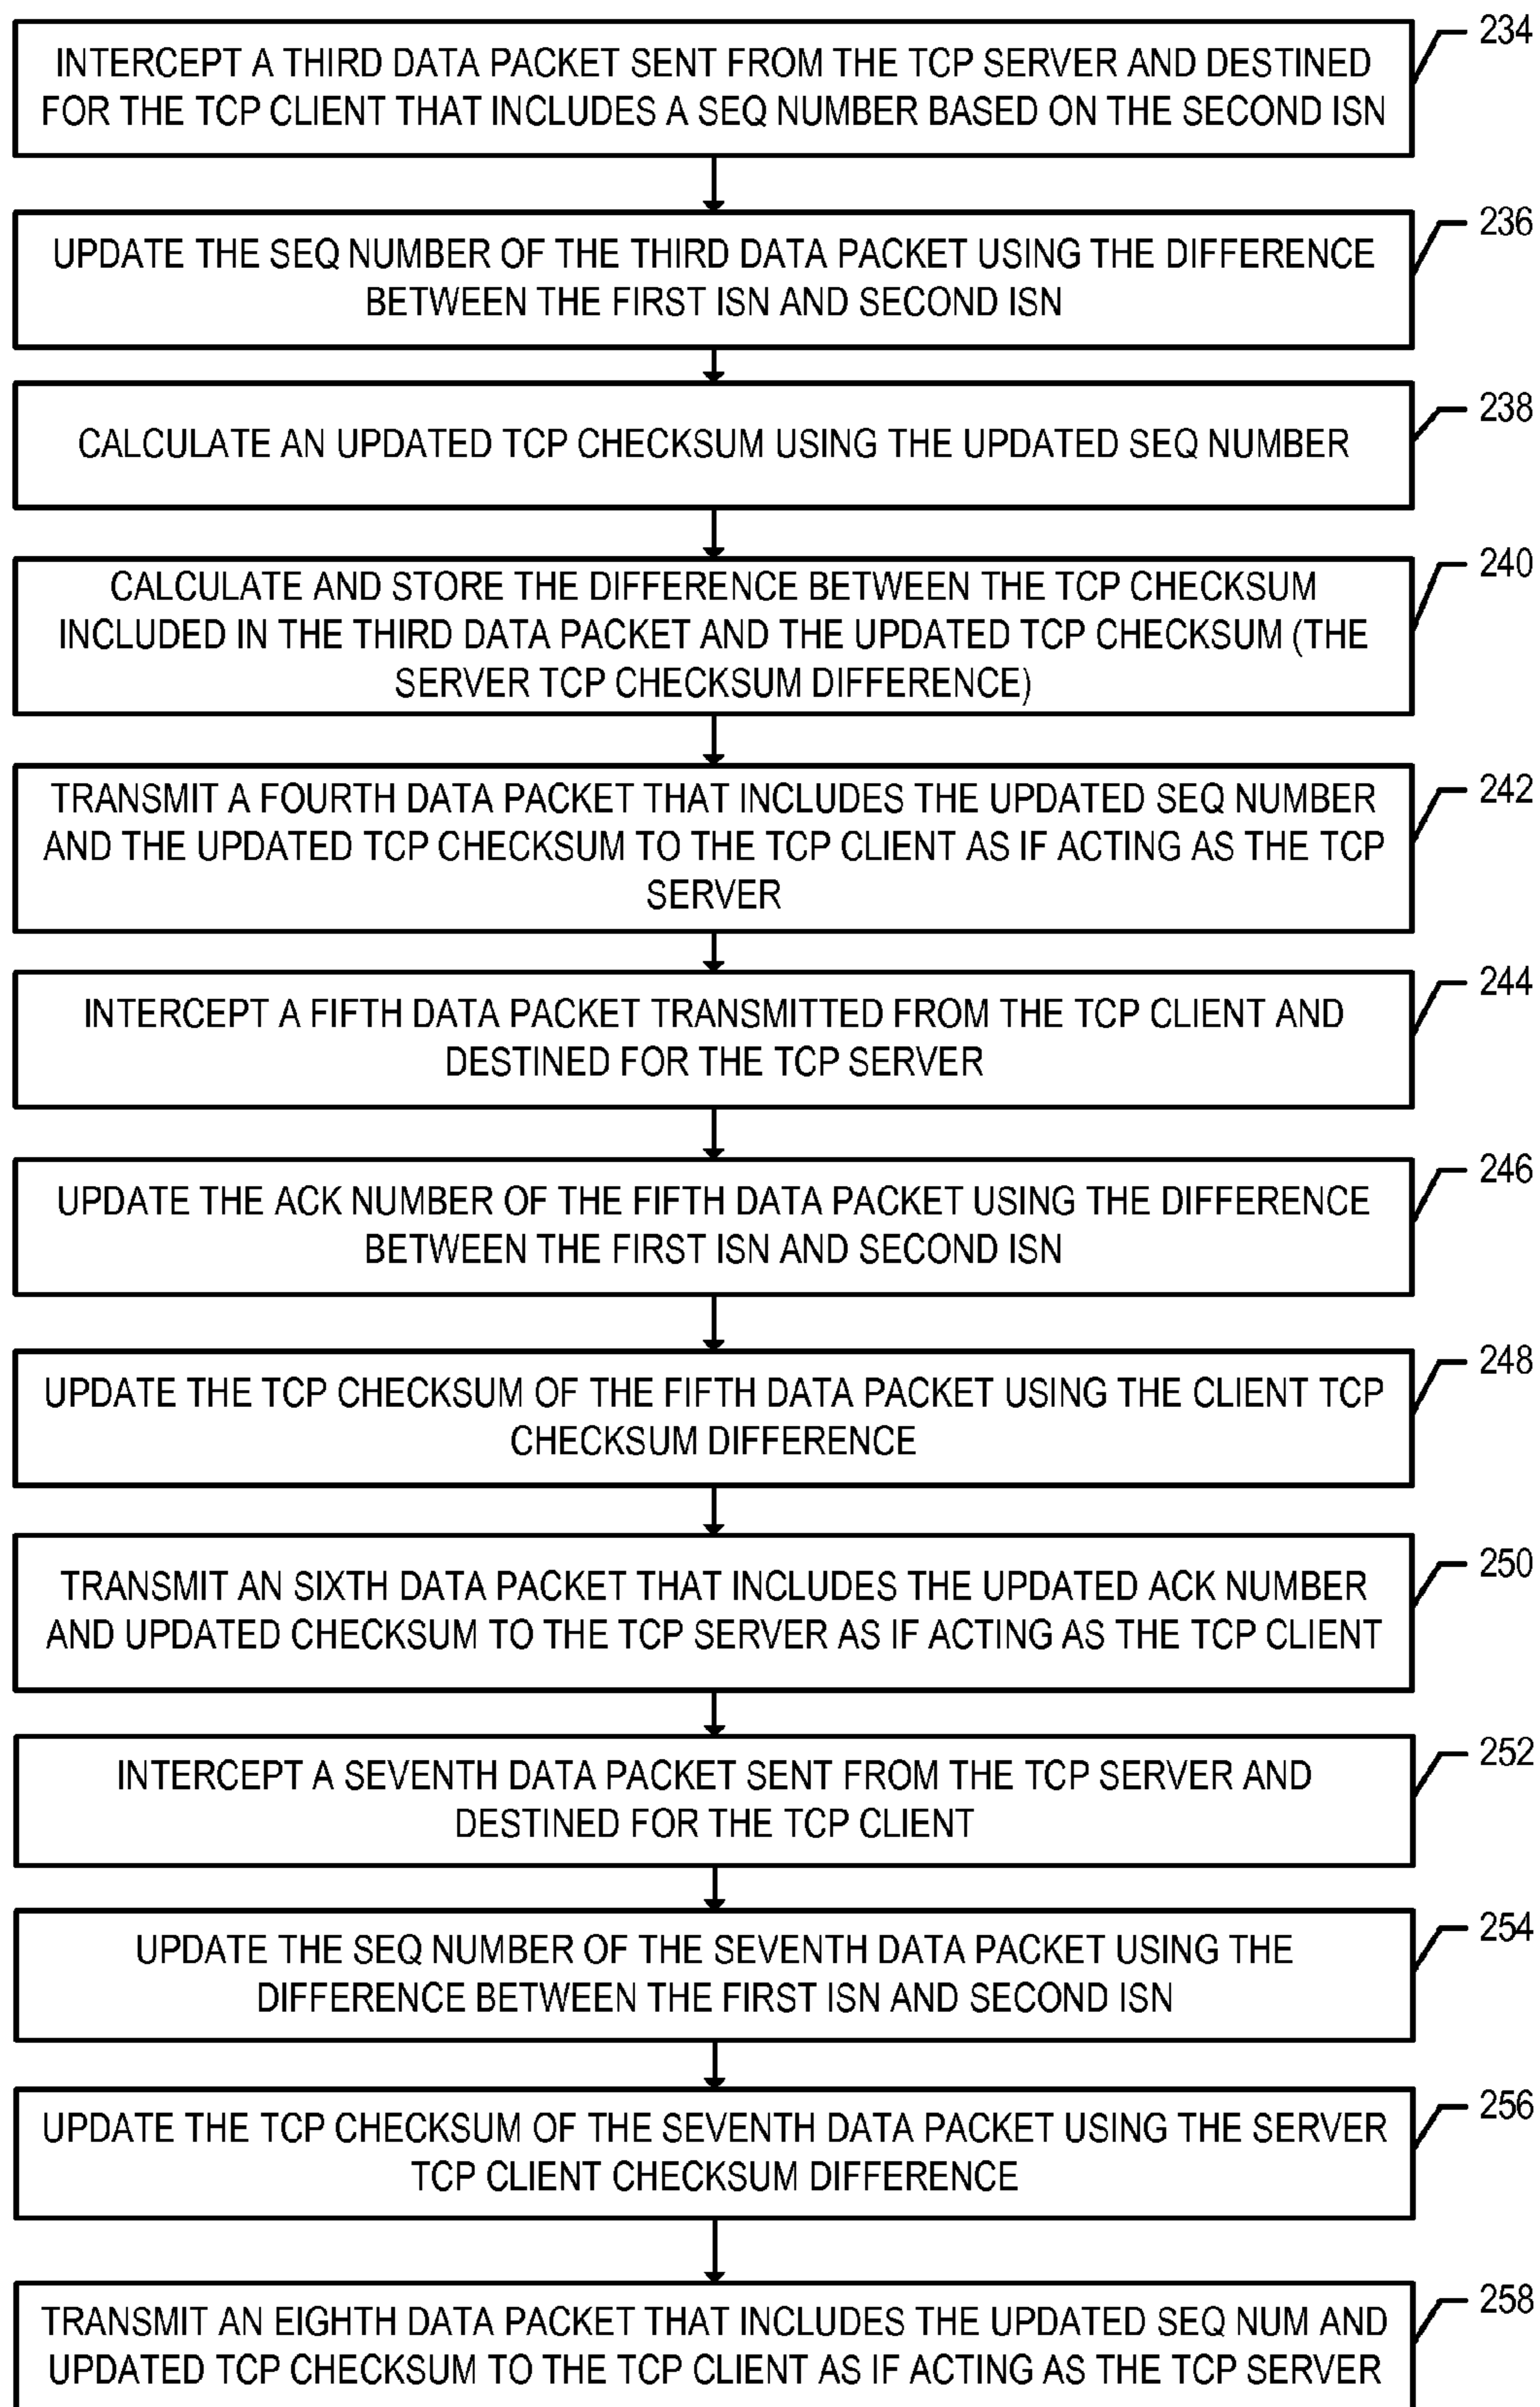 234
INTERCEPT A THIRD DATA PACKET SENT FROM THE TCP SERVER AND DESTINED
FOR THE TCP CLIENT THAT INCLUDES A SEQ NUMBER BASED ON THE SECOND ISN
236
UPDATE THE SEQ NUMBER OF THE THIRD DATA PACKET USING THE DIFFERENCE
BETWEEN THE FIRST ISN AND SECOND ISN
238
CALCULATE AN UPDATED TCP CHECKSUM USING THE UPDATED SEQ NUMBER
240
CALCULATE AND STORE THE DIFFERENCE BETWEEN THE TCP CHECKSUM
INCLUDED IN THE THIRD DATA PACKET AND THE UPDATED TCP CHECKSUM (THE
SERVER TCP CHECKSUM DIFFERENCE)
242
TRANSMIT A FOURTH DATA PACKET THAT INCLUDES THE UPDATED SEQ NUMBER
AND THE UPDATED TCP CHECKSUM TO THE TCP CLIENT AS IF ACTING AS THE TCP
SERVER
244
INTERCEPT A FIFTH DATA PACKET TRANSMITTED FROM THE TCP CLIENT AND
DESTINED FOR THE TCP SERVER
246
UPDATE THE ACK NUMBER OF THE FIFTH DATA PACKET USING THE DIFFERENCE
BETWEEN THE FIRST ISN AND SECOND ISN
248
UPDATE THE TCP CHECKSUM OF THE FIFTH DATA PACKET USING THE CLIENT TCP
CHECKSUM DIFFERENCE
250
TRANSMIT AN SIXTH DATA PACKET THAT INCLUDES THE UPDATED ACK NUMBER
AND UPDATED CHECKSUM TO THE TCP SERVER AS IF ACTING AS THE TCP CLIENT
252
INTERCEPT A SEVENTH DATA PACKET SENT FROM THE TCP SERVER AND
DESTINED FOR THE TCP CLIENT
254
UPDATE THE SEQ NUMBER OF THE SEVENTH DATA PACKET USING THE
DIFFERENCE BETWEEN THE FIRST ISN AND SECOND ISN
256
UPDATE THE TCP CHECKSUM OF THE SEVENTH DATA PACKET USING THE SERVER
TCP CLIENT CHECKSUM DIFFERENCE
258
TRANSMIT AN EIGHTH DATA PACKET THAT INCLUDES THE UPDATED SEQ NUM AND
UPDATED TCP CHECKSUM TO THE TCP CLIENT AS IF ACTING AS THE TCP SERVER